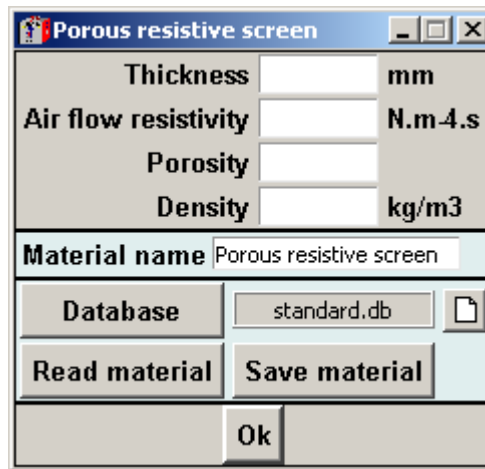 Porous resistive screen
Thickness mm
Air flow resistivity N.m-4.s
Porosity
Density kg/m3
Material name Porous resistive screen
Database standard.db
Read material Save material
Ok